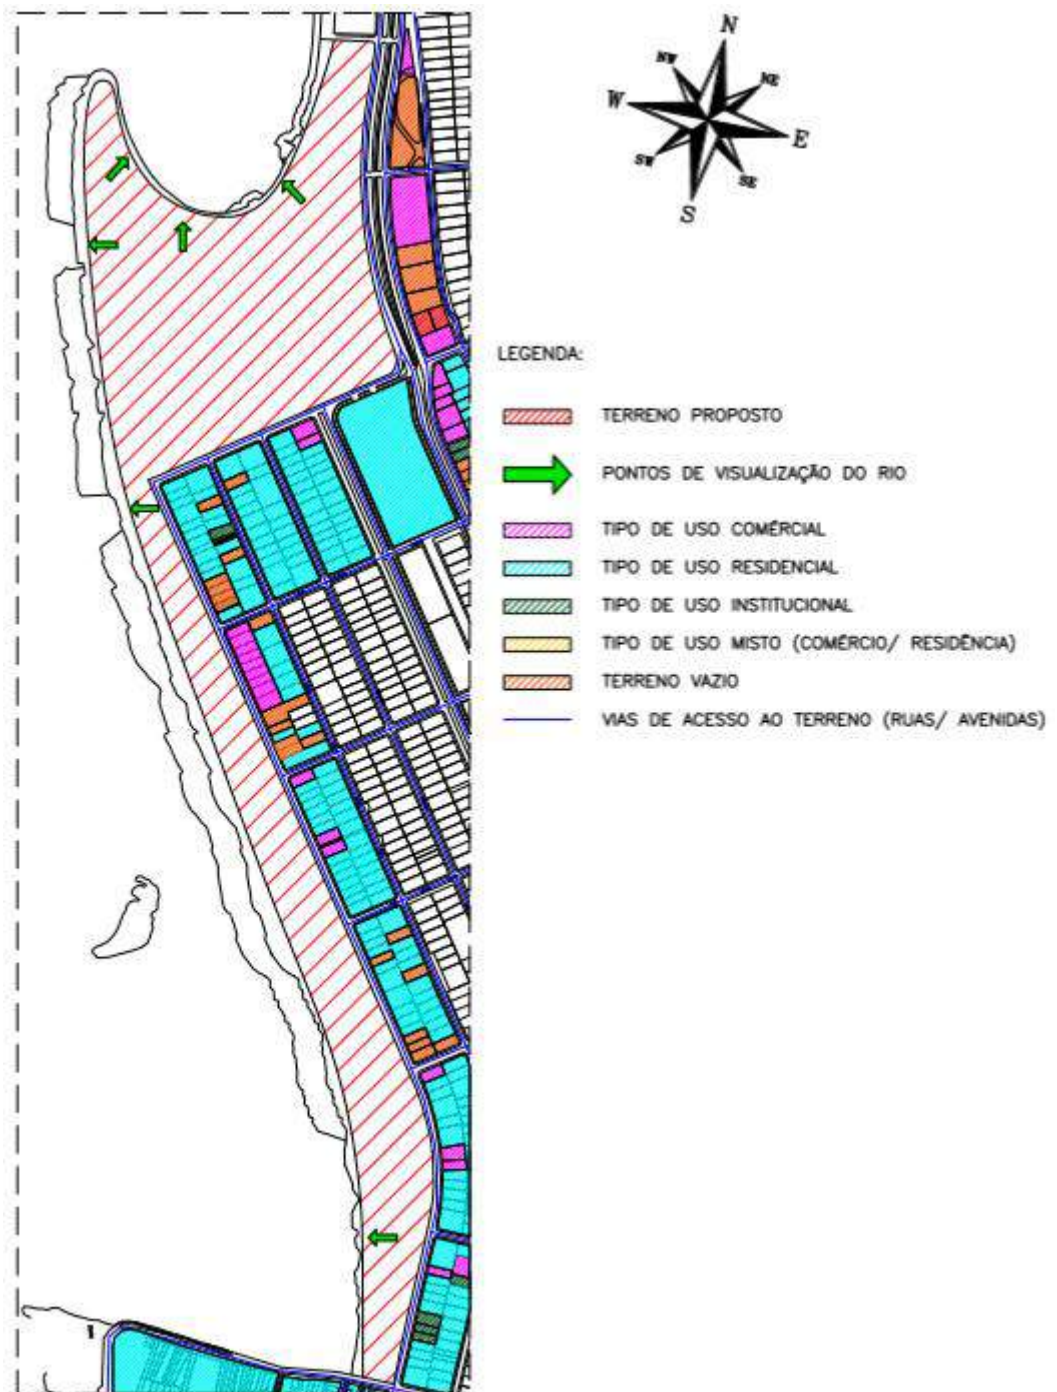 N
NW
NE
W
E
SW
SE
S
LEGENDA:
TERRENO PROPOSTO
PONTOS DE VISUALIZAÇÃO DO RIO
TIPO DE USO COMÉRCIAL
TIPO DE USO RESIDENCIAL
TIPO DE USO INSTITUCIONAL
TIPO DE USO MISTO (COMÉRCIO/ RESIDÊNCIA)
TERRENO VAZIO
VIAS DE ACESSO AO TERRENO (RUAS/ AVENIDAS)